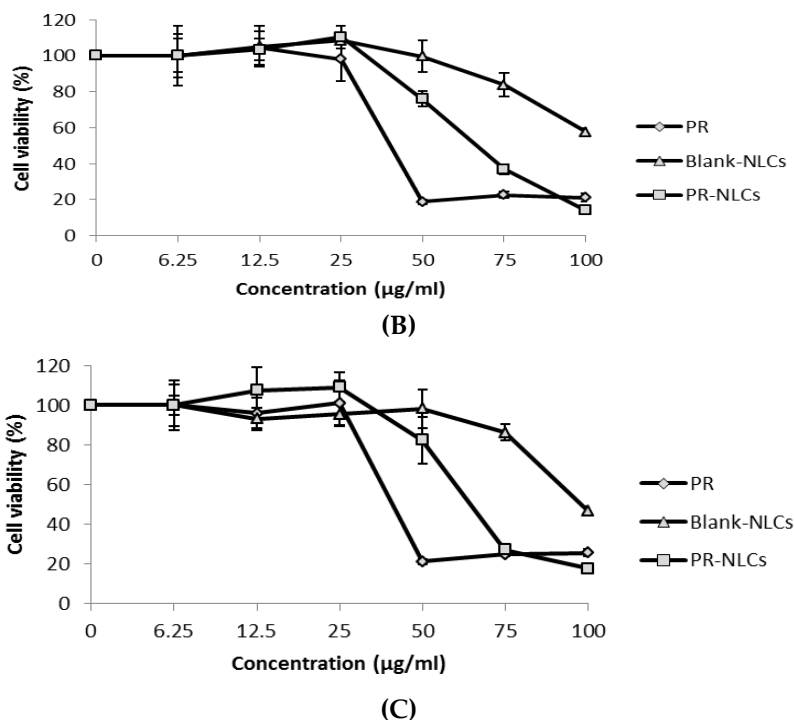 120
100
80
60
40
20
0
Cell viability (%)
0 6.25 12.5 25 50 75 100
Concentration (µg/ml)
PR
Blank-NLCs
PR-NLCs
(B)
120
100
80
60
40
20
0
Cell viability (%)
0 6.25 12.5 25 50 75 100
Concentration (µg/ml)
PR
Blank-NLCs
PR-NLCs
(C)